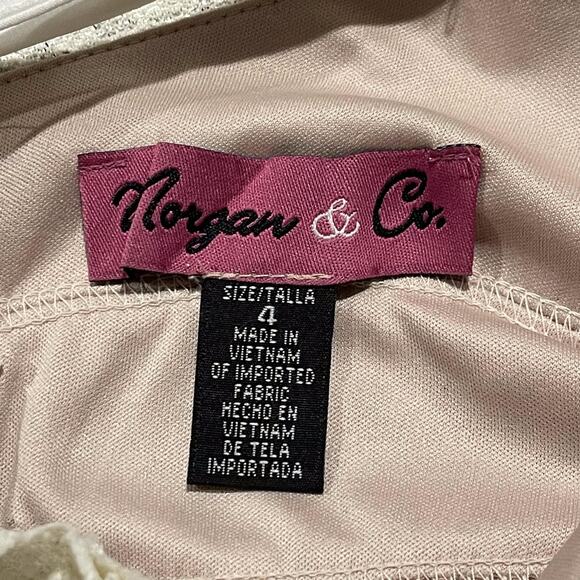 Morgan & Co.
SIZE/TALLA
4
MADE IN
VIETNAM
OF IMPORTED
FABRIC
HECHO EN
VIETNAM
DE TELA
IMPORTADA